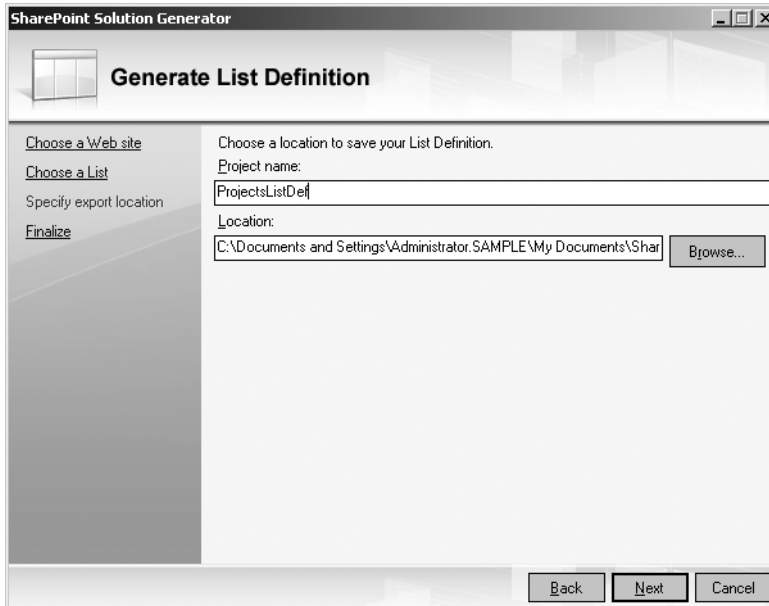 SharePoint Solution Generator
Generate List Definition
Choose a Web site
Choose a List
Specify export location
Finalize
Choose a location to save your List Definition.
Project name:
ProjectsListDef
Location:
C:\Documents and Settings\Administrator.SAMPLE\My Documents\Shar
Browse...
Back
Next
Cancel